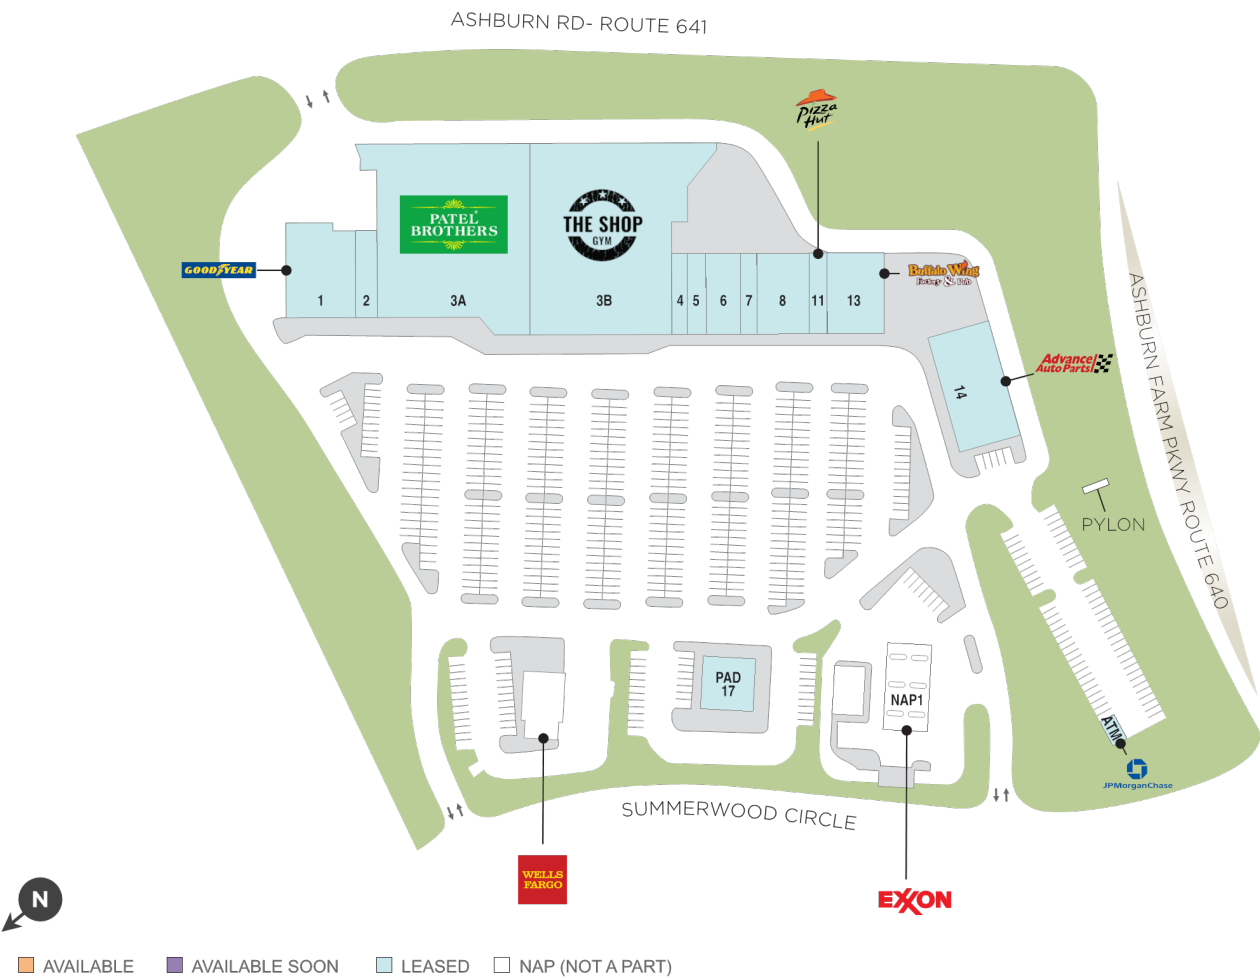 ASHBURN RD- ROUTE 641
Pizza
Hut
PATEL
BROTHERS
THE SHOP
GYM
GOODYEAR
Buffalo Wing
Factory & Pub
1
2
3A
3B
4
5
6
7
8
11
13
Advance
Auto Parts
14
ASHBURN FARM PKWY ROUTE 640
PYLON
PAD
17
NAP1
ATM
JPMorganChase
SUMMERWOOD CIRCLE
WELLS
FARGO
EXXON
N
AVAILABLE
AVAILABLE SOON
LEASED
NAP (NOT A PART)